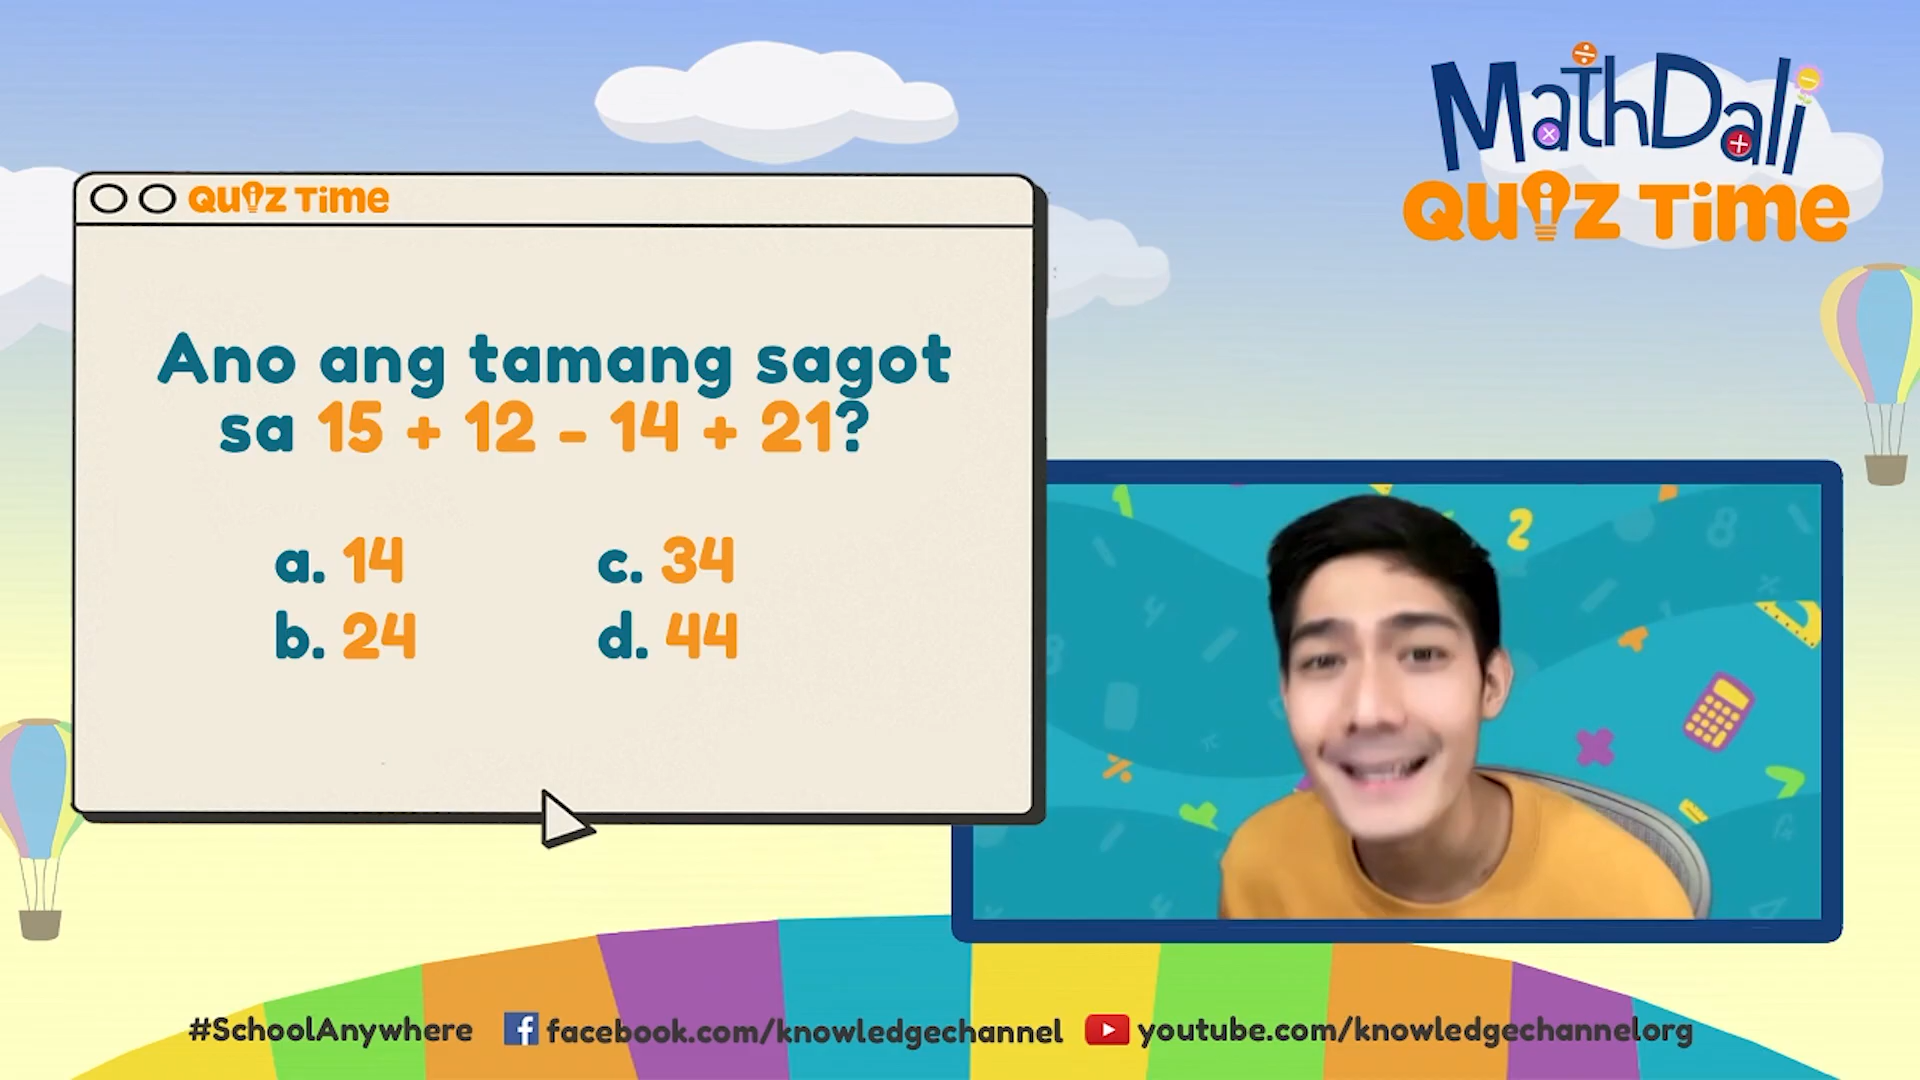 MathDali
Quiz Time
Quiz Time
Ano ang tamang sagot
sa 15 + 12 - 14 + 21?
a. 14
c. 34
b. 24
d. 44
#SchoolAnywhere facebook.com/knowledgechannel youtube.com/knowledgechannelorg